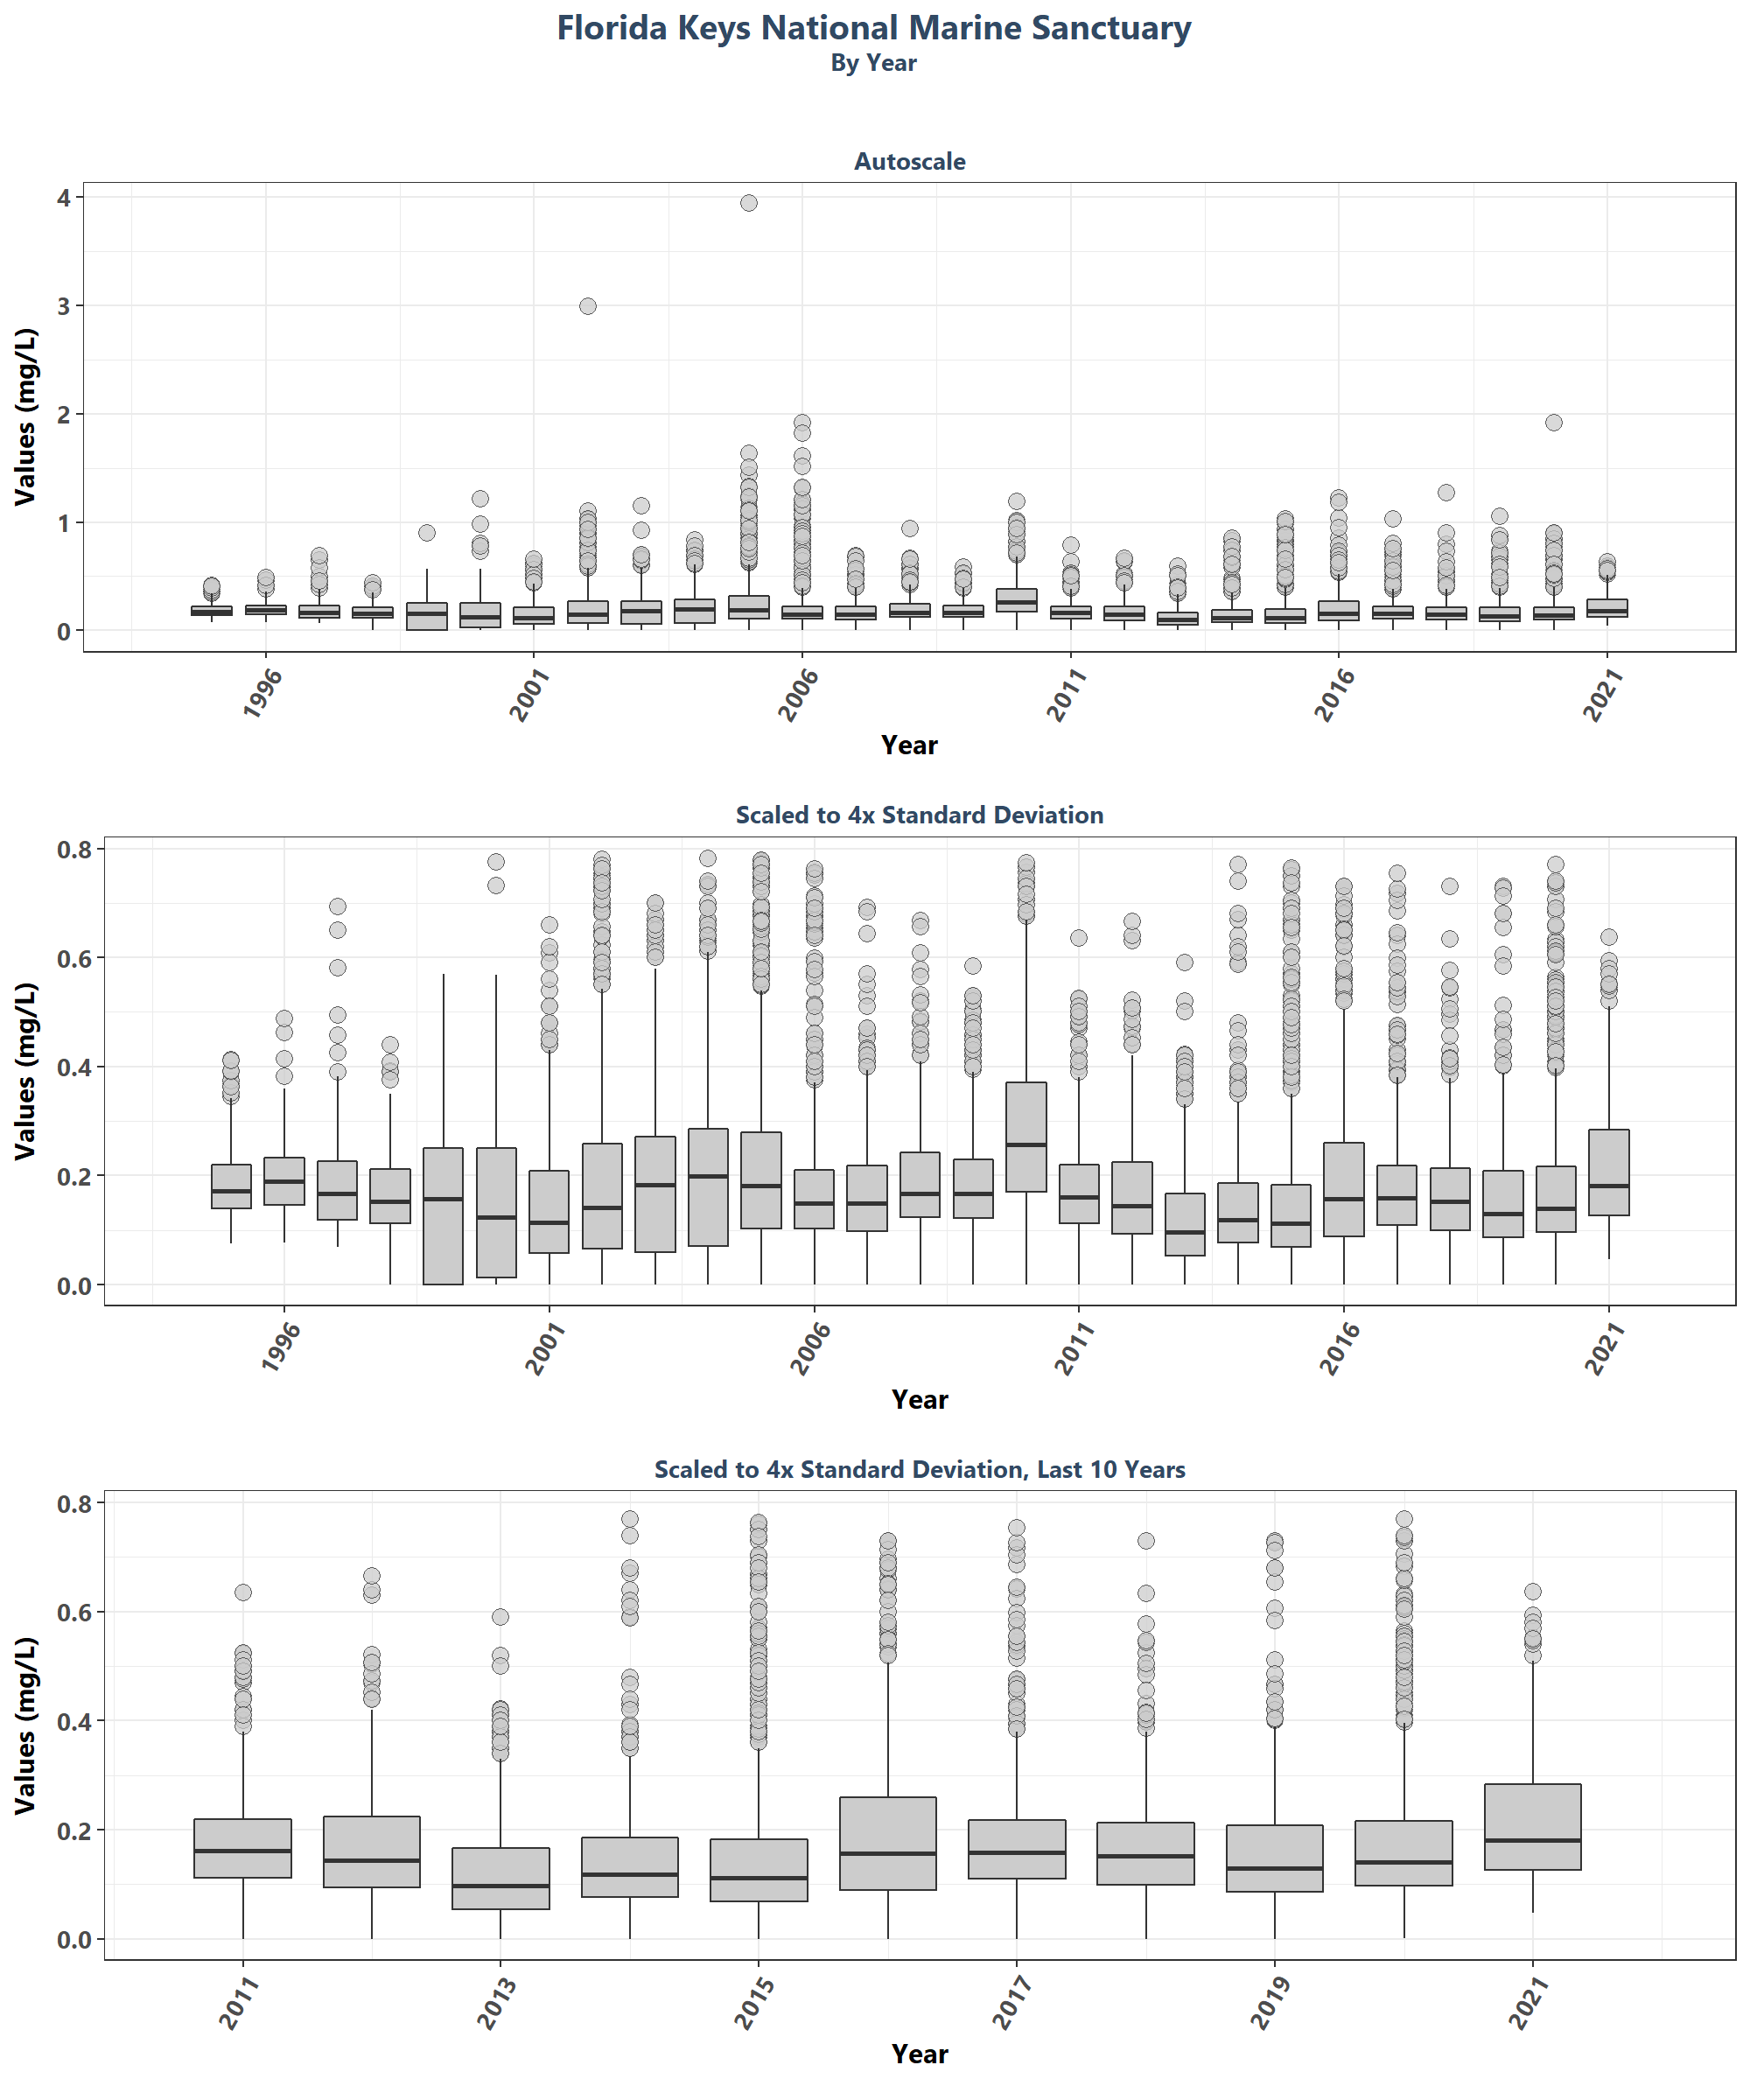 Florida Keys National Marine Sanctuary
By Year
Autoscale
Values (mg/L)
4
3
2
1
0
1996 2001 2006 2011 2016 2021
Year
Scaled to 4x Standard Deviation
Values (mg/L)
0.8
0.6
0.4
0.2
0.0
1996 2001 2006 2011 2016 2021
Year
Scaled to 4x Standard Deviation, Last 10 Years
Values (mg/L)
0.8
0.6
0.4
0.2
0.0
2011 2013 2015 2017 2019 2021
Year